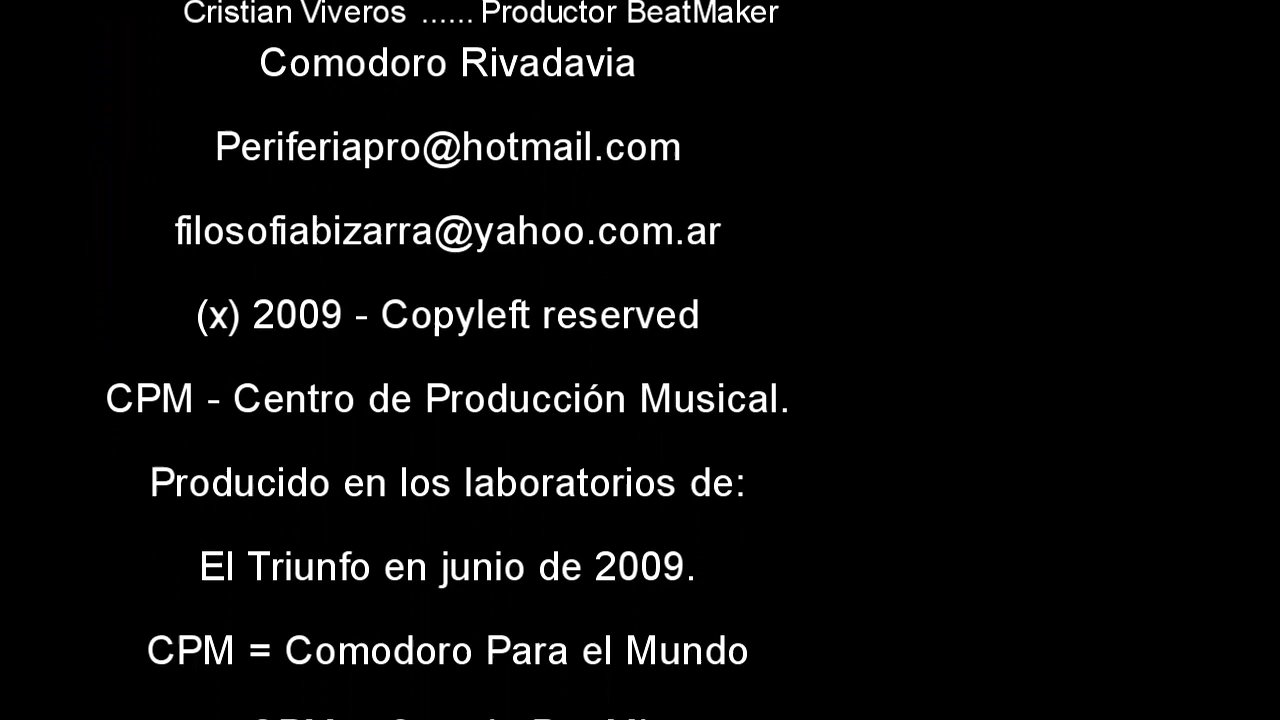 Cristian Viveros ...... Productor BeatMaker
Comodoro Rivadavia
Periferiapro@hotmail.com
filosofiabizarra@yahoo.com.ar
(x) 2009 - Copyleft reserved
CPM - Centro de Producción Musical.
Producido en los laboratorios de:
El Triunfo en junio de 2009.
CPM = Comodoro Para el Mundo